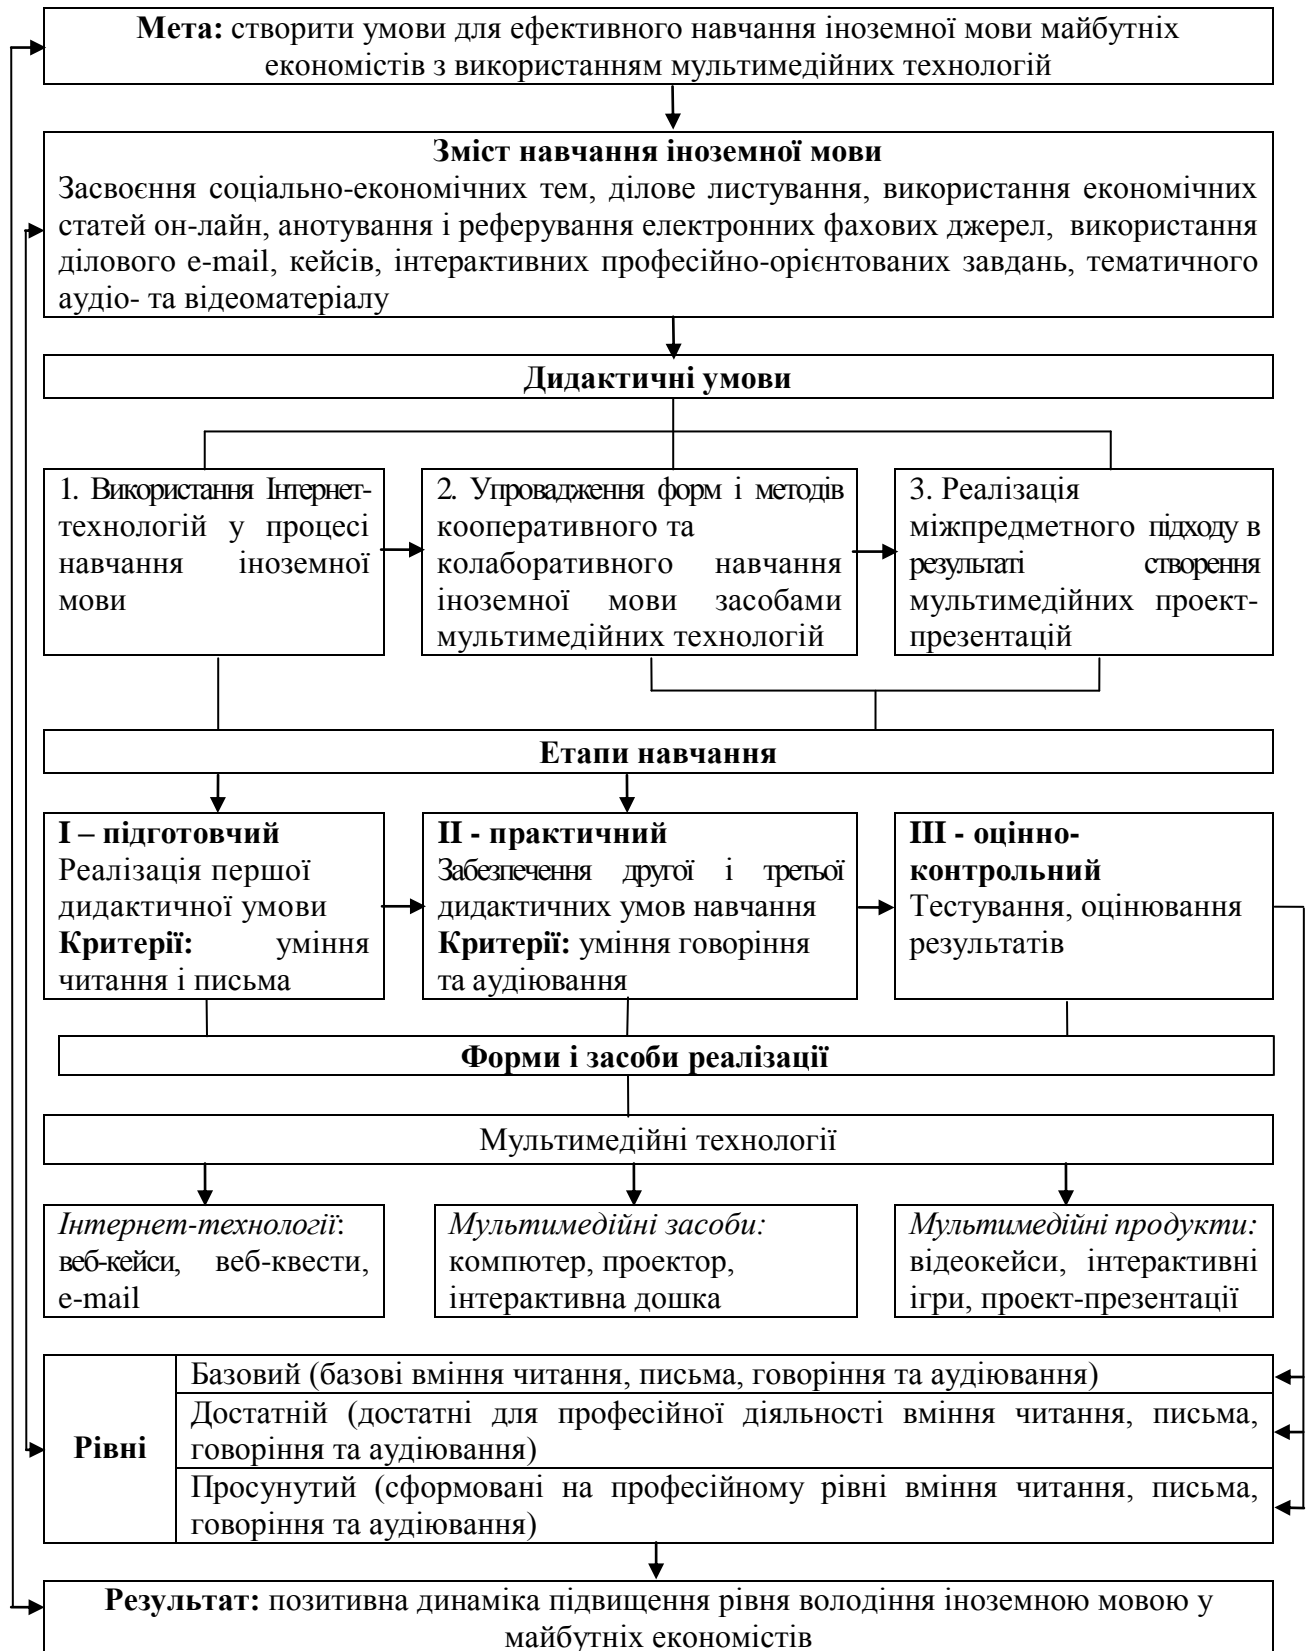 Мета: створити умови для ефективного навчання іноземної мови майбутніх
економістів з використанням мультимедійних технологій
Зміст навчання іноземної мови
Засвоєння соціально-економічних тем, ділове листування, використання економічних
статей он-лайн, анотування і реферування електронних фахових джерел, використання
ділового e-mail, кейсів, інтерактивних професійно-орієнтованих завдань, тематичного
аудіо- та відеоматеріалу
Дидактичні умови
1. Використання Інтернет-
технологій у процесі
навчання іноземної
мови
2. Упровадження форм і методів
кооперативного та
колаборативного навчання
іноземної мови засобами
мультимедійних технологій
3. Реалізація
міжпредметного підходу в
результаті створення
мультимедійних проект-
презентацій
Етапи навчання
І – підготовчий
Реалізація першої
дидактичної умови
Критерії: уміння
читання і письма
ІІ - практичний
Забезпечення другої і третьої
дидактичних умов навчання
Критерії: уміння говоріння
та аудіювання
ІІІ - оцінно-
контрольний
Тестування, оцінювання
результатів
Форми і засоби реалізації
Мультимедійні технології
Інтернет-технології:
веб-кейси, веб-квести,
e-mail
Мультимедійні засоби:
компютер, проектор,
інтерактивна дошка
Мультимедійні продукти:
відеокейси, інтерактивні
ігри, проект-презентації
Рівні
Базовий (базові вміння читання, письма, говоріння та аудіювання)
Достатній (достатні для професійної діяльності вміння читання, письма,
говоріння та аудіювання)
Просунутий (сформовані на професійному рівні вміння читання, письма,
говоріння та аудіювання)
Результат: позитивна динаміка підвищення рівня володіння іноземною мовою у
майбутніх економістів